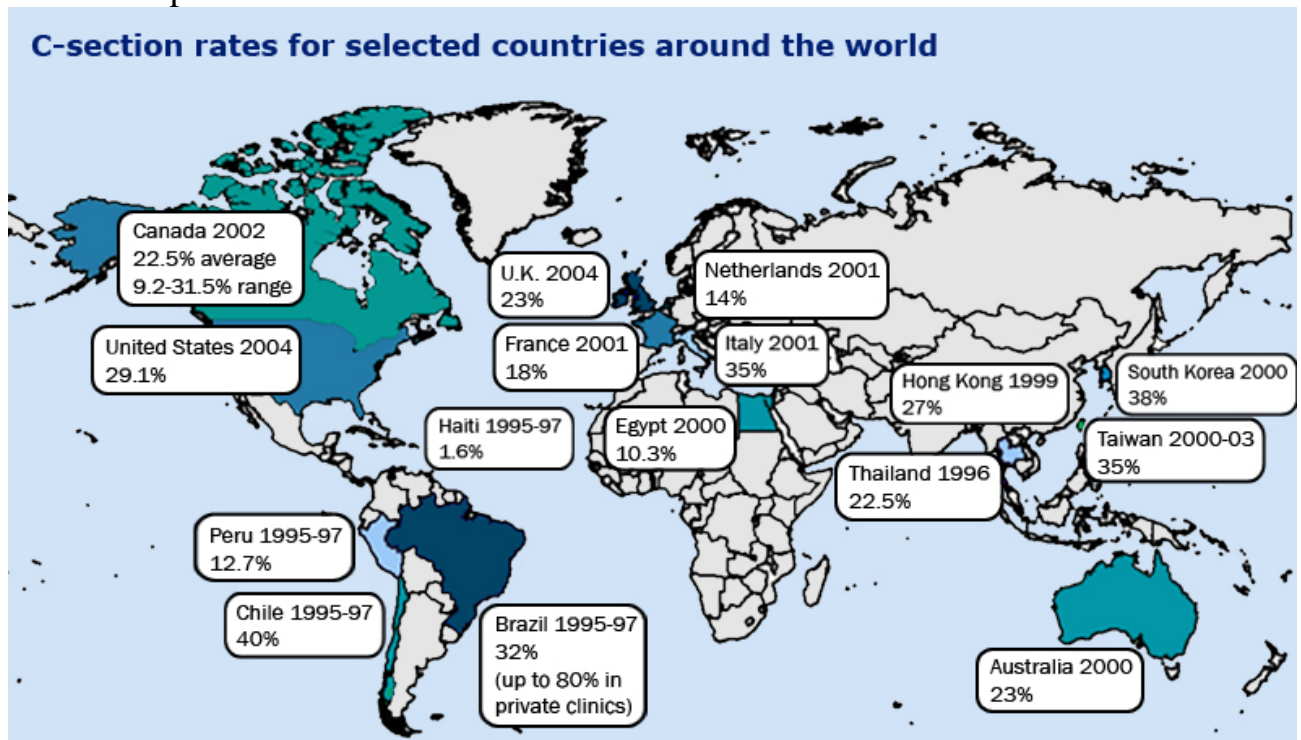 C-section rates for selected countries around the world
Canada 2002
22.5% average
9.2-31.5% range
U.K. 2004
23%
Netherlands 2001
14%
United States 2004
29.1%
France 2001
18%
Italy 2001
35%
Hong Kong 1999
27%
South Korea 2000
38%
Haiti 1995-97
1.6%
Egypt 2000
10.3%
Taiwan 2000-03
35%
Thailand 1996
22.5%
Peru 1995-97
12.7%
Chile 1995-97
40%
Brazil 1995-97
32%
(up to 80% in
private clinics)
Australia 2000
23%